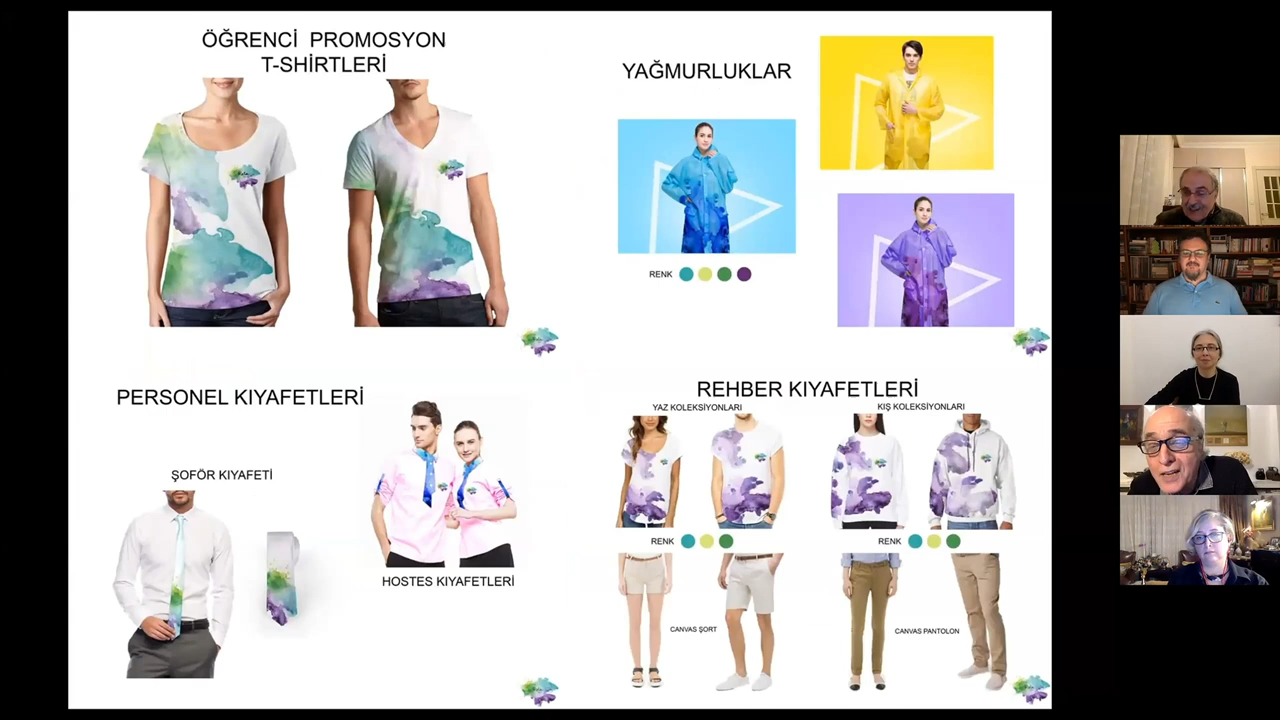 ÖĞRENCİ  PROMOSYON
T-SHİRTLERİ
YAĞMURLUKLAR
RENK
PERSONEL KIYAFETLERİ
ŞOFÖR KIYAFETİ
HOSTES KIYAFETLERİ
REHBER KIYAFETLERİ
YAZ KOLEKSİYONLARI
KIŞ KOLEKSİYONLARI
RENK
RENK
CANVAS ŞORT
CANVAS PANTOLON